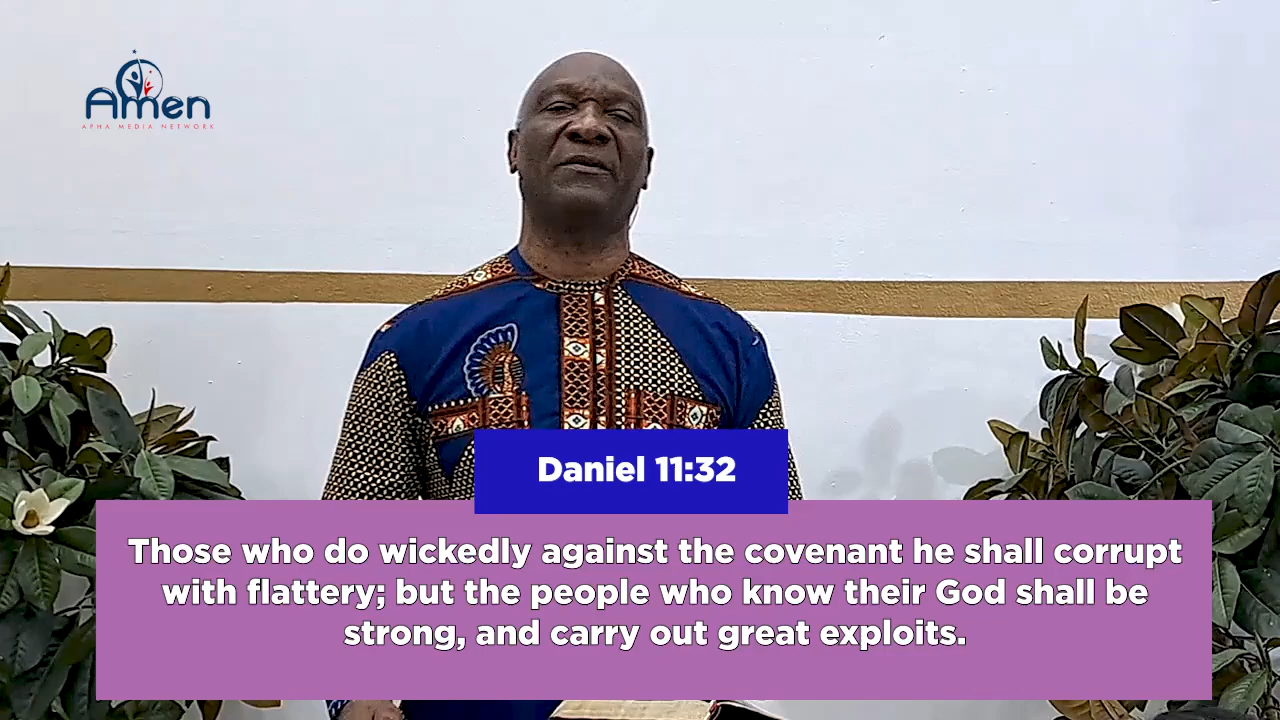 Amen
APHA MEDIA NETWORK
Daniel 11:32
Those who do wickedly against the covenant he shall corrupt
with flattery; but the people who know their God shall be
strong, and carry out great exploits.